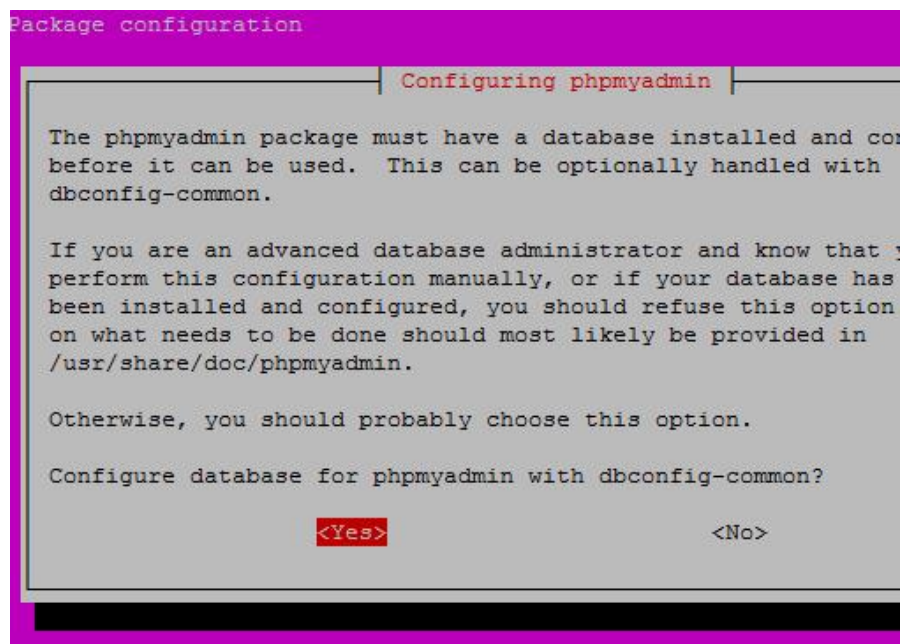 Package configuration
Configuring phpmyadmin
The phpmyadmin package must have a database installed and
before it can be used.  This can be optionally handled with
dbconfig-common.
If you are an advanced database administrator and know that
perform this configuration manually, or if your database has
been installed and configured, you should refuse this option
on what needs to be done should most likely be provided in
/usr/share/doc/phpmyadmin.
Otherwise, you should probably choose this option.
Configure database for phpmyadmin with dbconfig-common?
<Yes> <No>